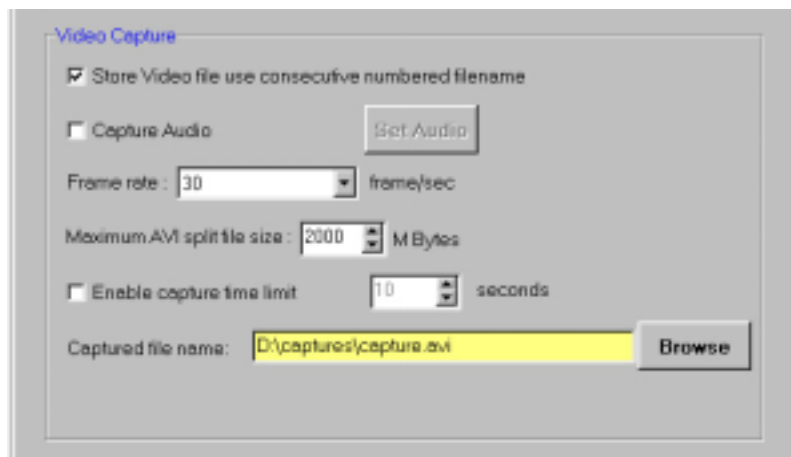 Video Capture
Store Video file use consecutive numbered filename
Capture Audio Set Audio
Frame rate : 30 frame/sec
Maximum AVI split file size : 2000 M Bytes
Enable capture time limit 10 seconds
Captured file name: D:\captures\capture.avi Browse